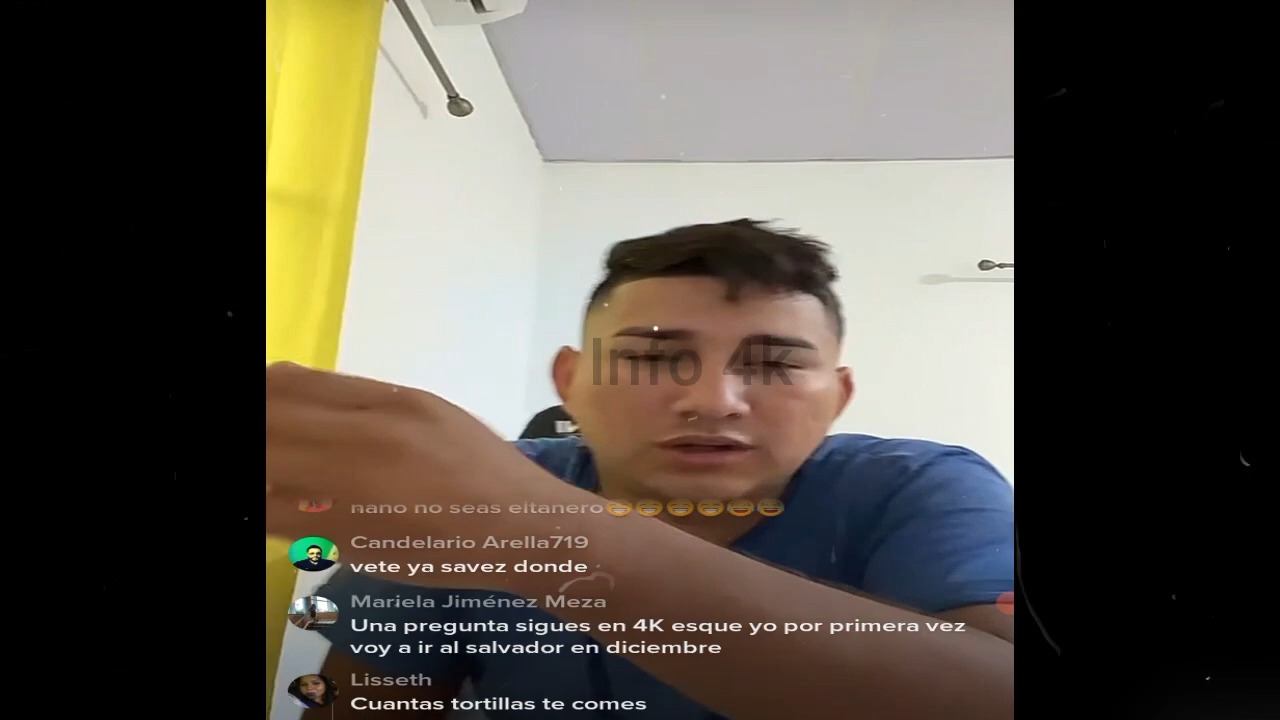 Info 4k
nano no seas eitanero😂😂😂😂😂😂
Candelario Arella719
vete ya savez donde
Mariela Jiménez Meza
Una pregunta sigues en 4K esque yo por primera vez
voy a ir al salvador en diciembre
Lisseth
Cuantas tortillas te comes